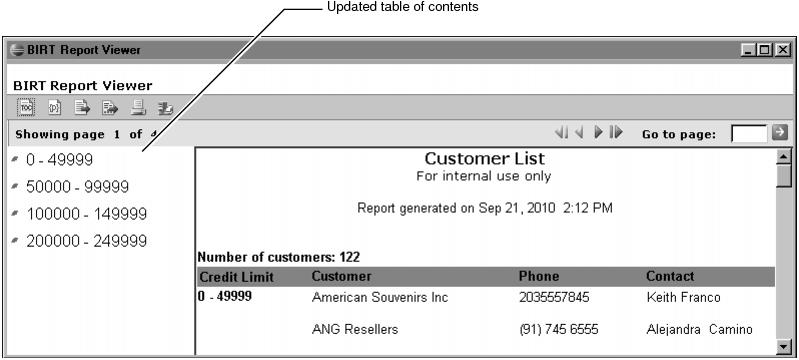 Updated table of contents
BIRT Report Viewer
BIRT Report Viewer
TOC
Showing page 1 of
Go to page:
0 - 49999
50000 - 99999
100000 - 149999
200000 - 249999
Customer List
For internal use only
Report generated on Sep 21, 2010 2:12 PM
Number of customers: 122
Credit Limit Customer Phone Contact
0 - 49999 American Souvenirs Inc 2035557845 Keith Franco
ANG Resellers (91) 745 6555 Alejandra Camino